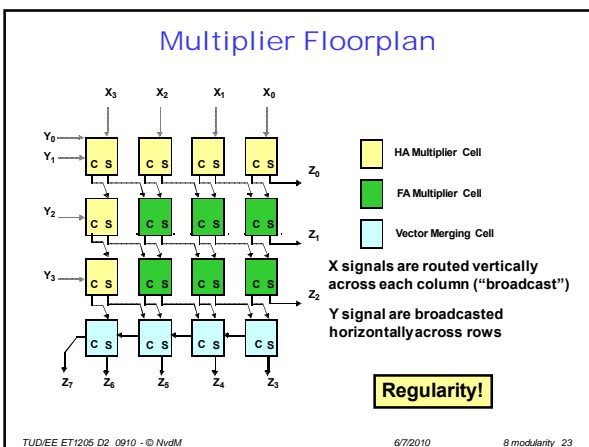 Multiplier Floorplan
X3 X2 X1 X0
Y0
Y1
C S C S C S C S
Z0
HA Multiplier Cell
FA Multiplier Cell
Vector Merging Cell
Y2
C S C S C S C S
Z1
X signals are routed vertically
across each column ("broadcast")
Y3
C S C S C S C S
Z2
Y signal are broadcasted
horizontally across rows
C S C S C S C S
Z7 Z6 Z5 Z4 Z3
Regularity!
TUD/EE ET1205 D2 0910 - © NvdM 6/7/2010 8 modularity 23